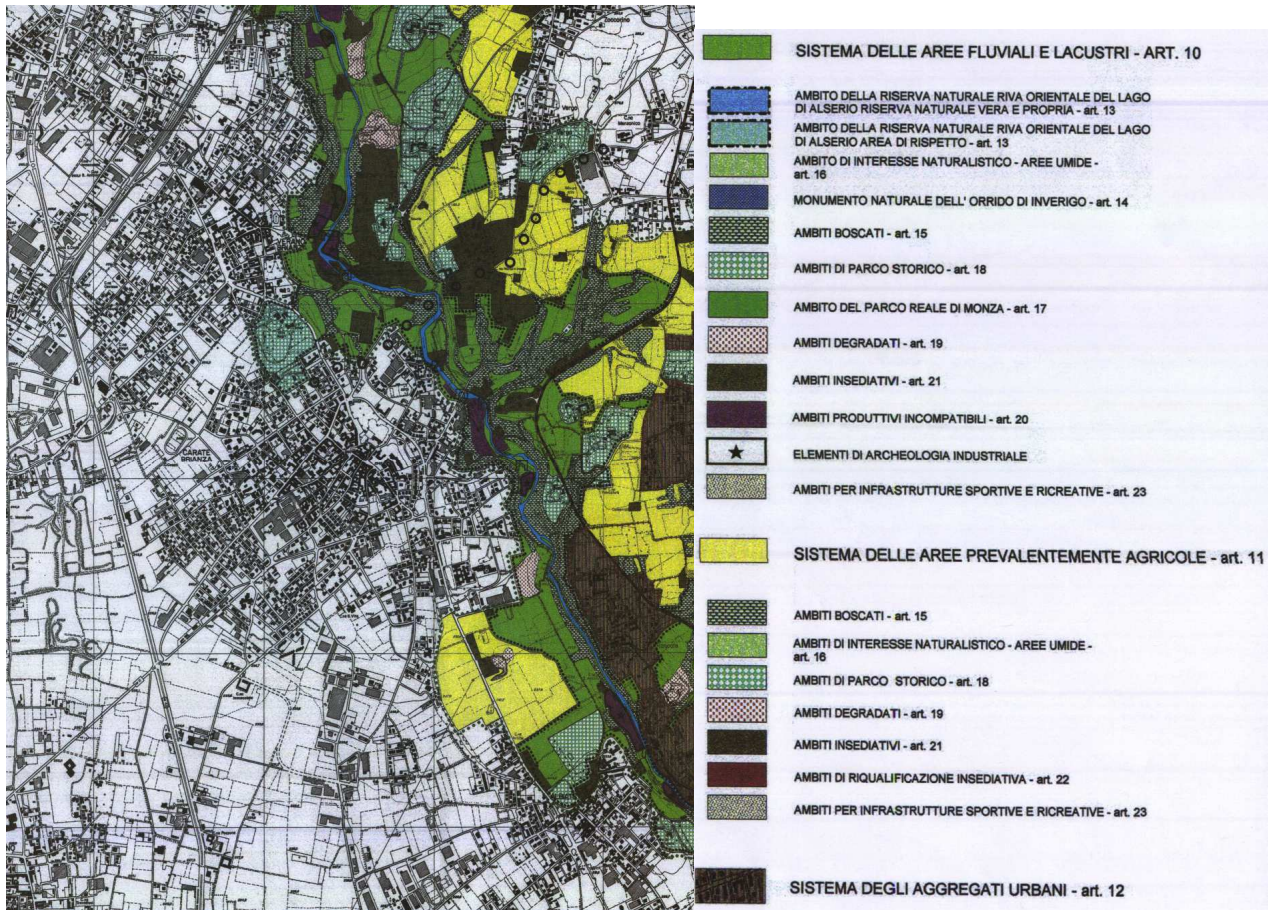 Zoccorino
Vergo
CARATE
BRIANZA
SISTEMA DELLE AREE FLUVIALI E LACUSTRI - ART. 10
AMBITO DELLA RISERVA NATURALE RIVA ORIENTALE DEL LAGO
DI ALSERIO RISERVA NATURALE VERA E PROPRIA - art. 13
AMBITO DELLA RISERVA NATURALE RIVA ORIENTALE DEL LAGO
DI ALSERIO AREA DI RISPETTO - art. 13
AMBITO DI INTERESSE NATURALISTICO - AREE UMIDE -
art. 16
MONUMENTO NATURALE DELL' ORRIDO DI INVERIGO - art. 14
AMBITI BOSCATI - art. 15
AMBITI DI PARCO STORICO - art. 18
AMBITO DEL PARCO REALE DI MONZA - art. 17
AMBITI DEGRADATI - art. 19
AMBITI INSEDIATIVI - art. 21
AMBITI PRODUTTIVI INCOMPATIBILI - art. 20
ELEMENTI DI ARCHEOLOGIA INDUSTRIALE
AMBITI PER INFRASTRUTTURE SPORTIVE E RICREATIVE - art. 23
SISTEMA DELLE AREE PREVALENTEMENTE AGRICOLE - art. 11
AMBITI BOSCATI - art. 15
AMBITI DI INTERESSE NATURALISTICO - AREE UMIDE -
art. 16
AMBITI DI PARCO STORICO - art. 18
AMBITI DEGRADATI - art. 19
AMBITI INSEDIATIVI - art. 21
AMBITI DI RIQUALIFICAZIONE INSEDIATIVA - art. 22
AMBITI PER INFRASTRUTTURE SPORTIVE E RICREATIVE - art. 23
SISTEMA DEGLI AGGREGATI URBANI - art. 12